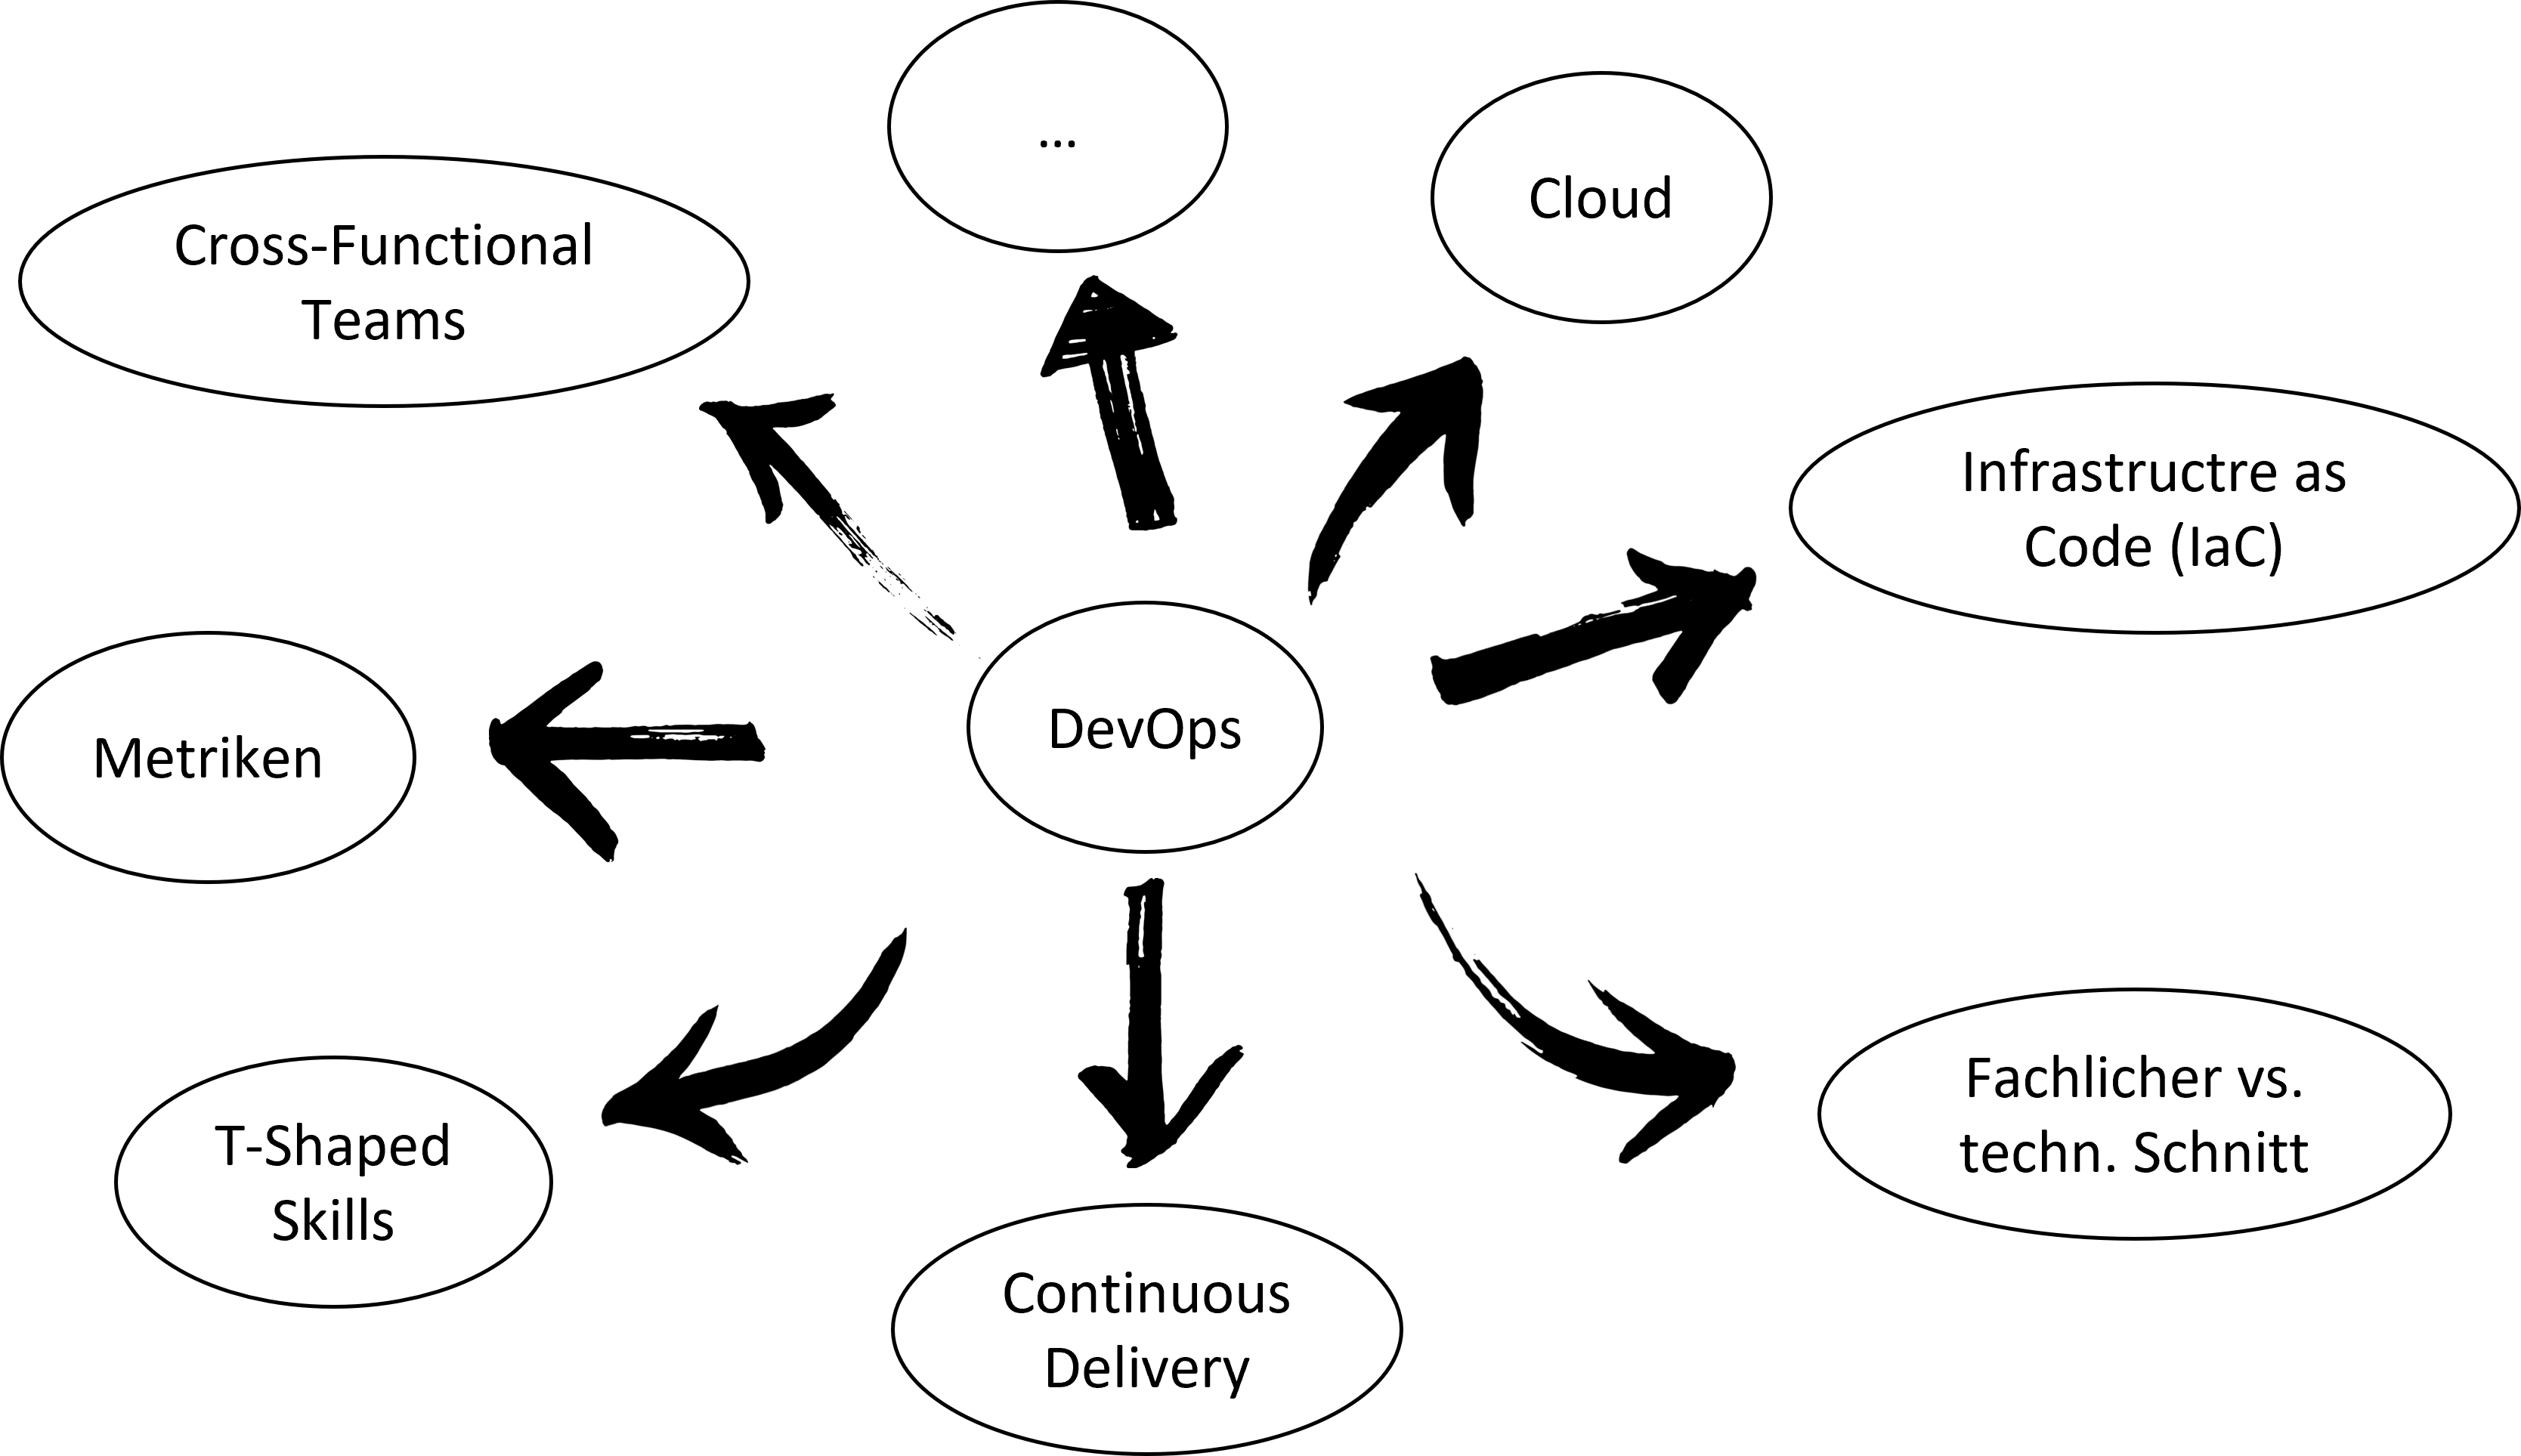 ...
Cloud
Cross-Functional
Teams
Infrastructre as
Code (IaC)
DevOps
Metriken
Fachlicher vs.
techn. Schnitt
T-Shaped
Skills
Continuous
Delivery